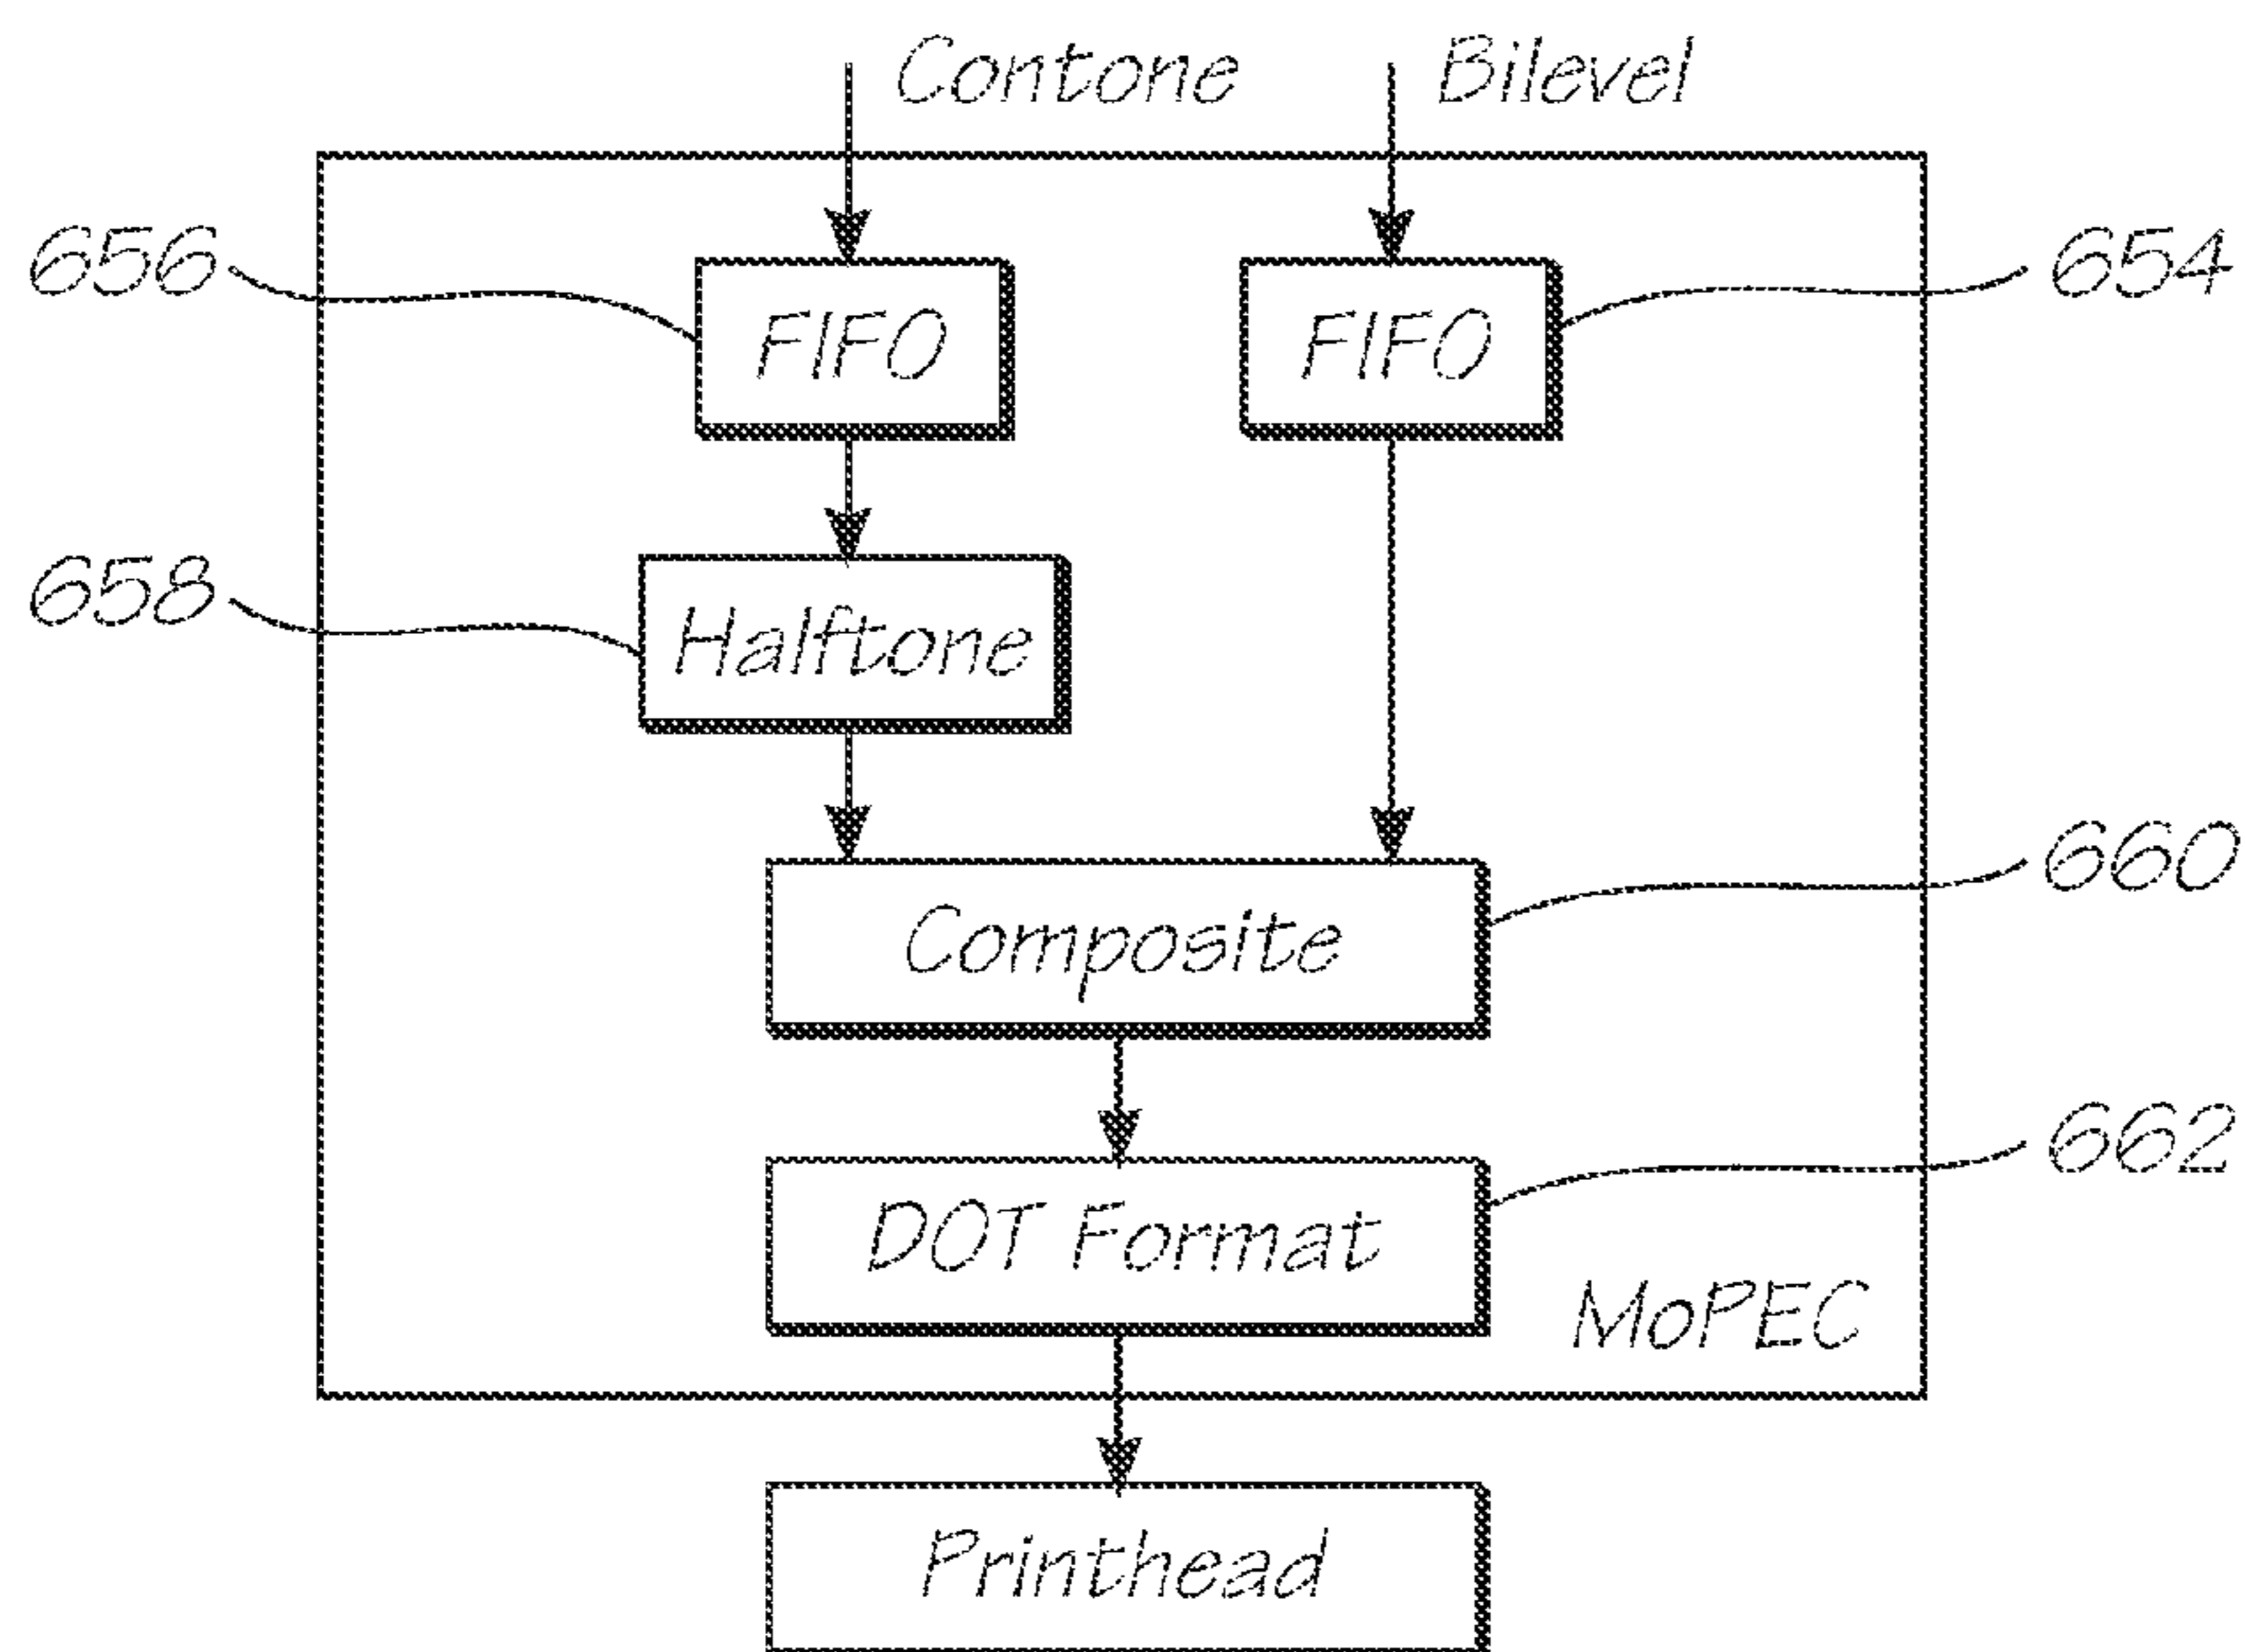 Contone
Bilevel
656
FIFO
FIFO
654
658
Halftone
Composite
660
DOT Format
662
MoPEC
Printhead